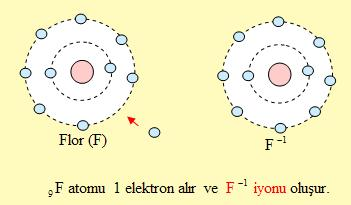 Flor (F)
F⁻¹
₉F atomu 1 elektron alır ve F⁻¹ iyonu oluşur.